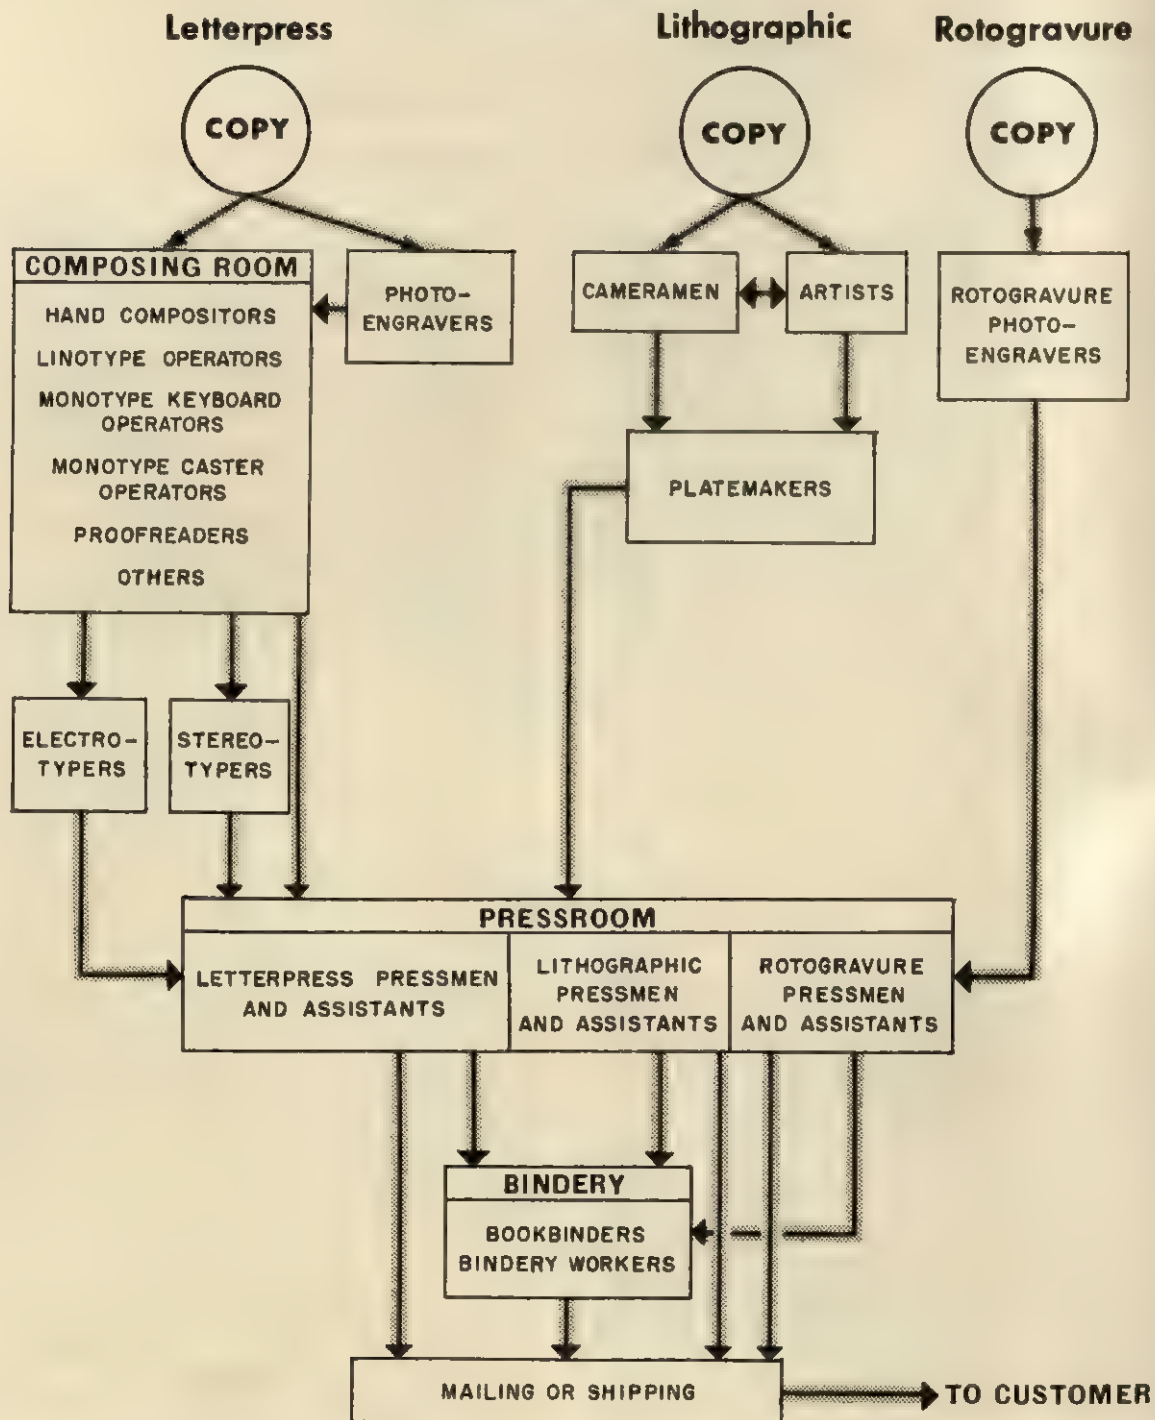 Letterpress
Lithographic
Rotogravure
COPY
COPY
COPY
COMPOSING ROOM
HAND COMPOSITORS
LINOTYPE OPERATORS
MONOTYPE KEYBOARD
OPERATORS
MONOTYPE CASTER
OPERATORS
PROOFREADERS
OTHERS
PHOTO-
ENGRAVERS
CAMERAMEN
ARTISTS
ROTOGRAVURE
PHOTO-
ENGRAVERS
PLATEMAKERS
ELECTRO-
TYPERS
STEREO-
TYPERS
PRESSROOM
LETTERPRESS PRESSMEN
AND ASSISTANTS
LITHOGRAPHIC
PRESSMEN
AND ASSISTANTS
ROTOGRAVURE
PRESSMEN
AND ASSISTANTS
BINDERY
BOOKBINDERS
BINDERY WORKERS
MAILING OR SHIPPING
TO CUSTOMER